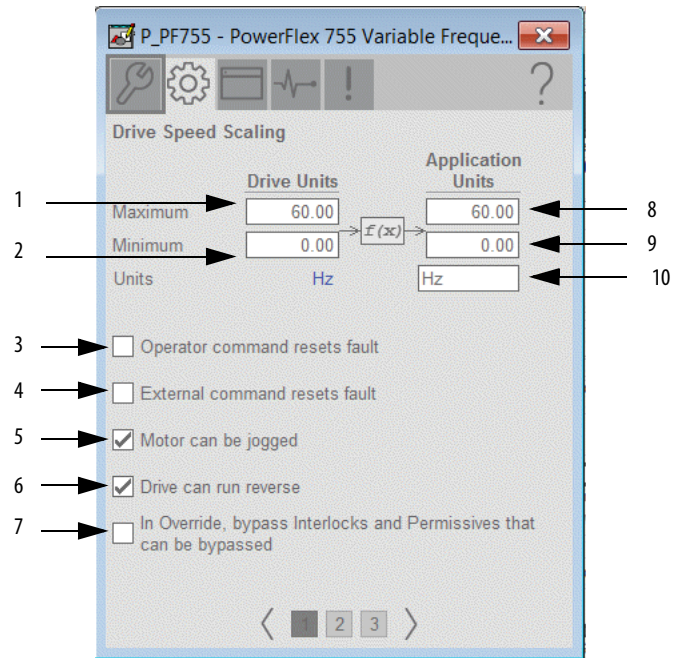 P_PF755 - PowerFlex 755 Variable Freque...
?
Drive Speed Scaling
Drive Units
Application
Units
1
Maximum
60.00
60.00
8
f(x)
2
Minimum
0.00
0.00
9
Units
Hz
Hz
10
3
Operator command resets fault
4
External command resets fault
5
Motor can be jogged
6
Drive can run reverse
7
In Override, bypass Interlocks and Permissives that
can be bypassed
1 2 3